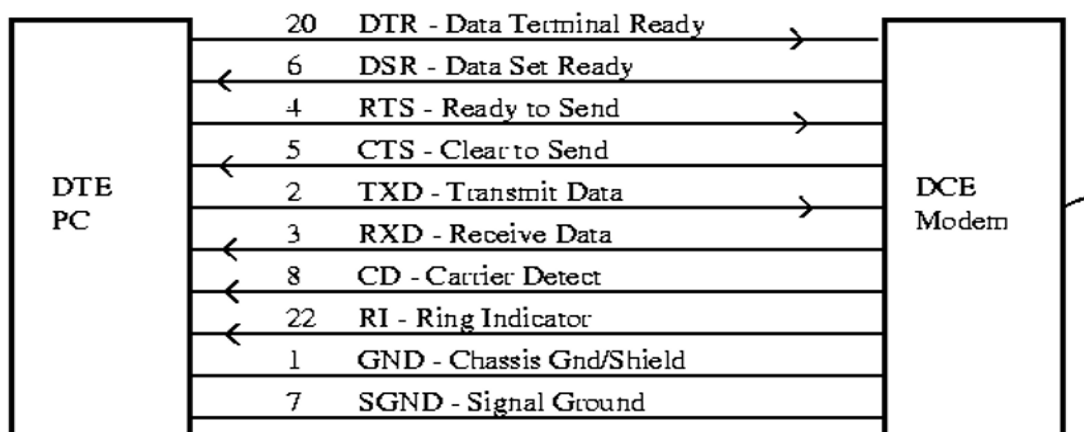 20 DTR - Data Terminal Ready
6 DSR - Data Set Ready
4 RTS - Ready to Send
5 CTS - Clear to Send
DTE
PC
2 TXD - Transmit Data
DCE
Modem
3 RXD - Receive Data
8 CD - Carrier Detect
22 RI - Ring Indicator
1 GND - Chassis Gnd/Shield
7 SGND - Signal Ground